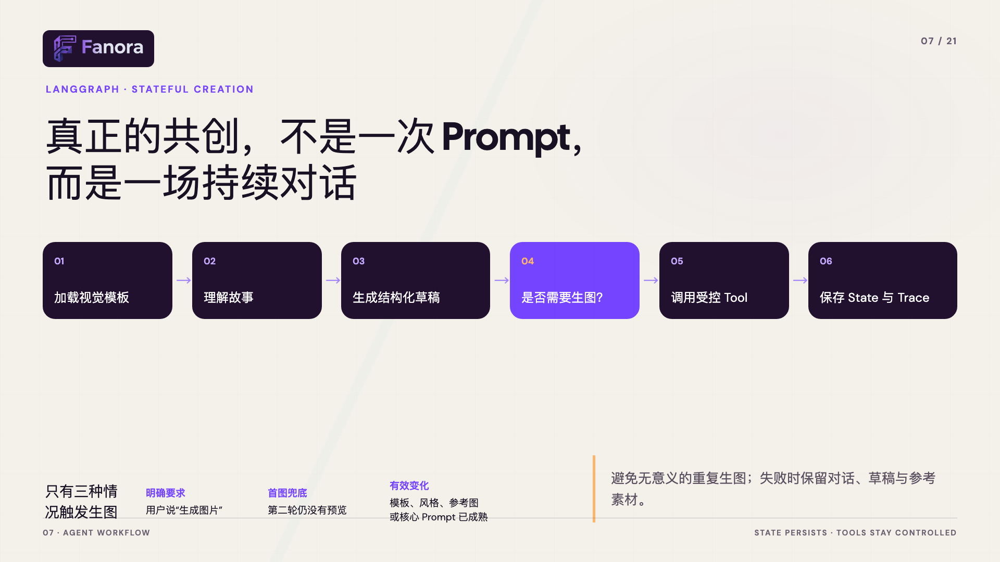 Fanora
07 / 21
LANGGRAPH · STATEFUL CREATION
真正的共创，不是一次 Prompt，
而是一场持续对话
01
加载视觉模板
→
02
理解故事
→
03
生成结构化草稿
→
04
是否需要生图？
→
05
调用受控 Tool
→
06
保存 State 与 Trace
只有三种情
况触发生图
明确要求
用户说“生成图片”
首图兜底
第二轮仍没有预览
有效变化
模板、风格、参考图
或核心 Prompt 已成熟
避免无意义的重复生图；失败时保留对话、草稿与参考
素材。
07 · AGENT WORKFLOW
STATE PERSISTS · TOOLS STAY CONTROLLED